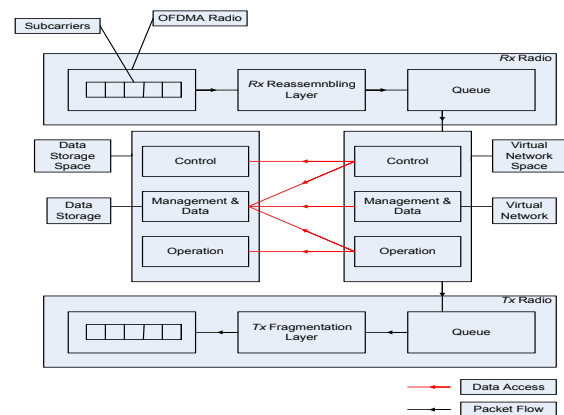 OFDMA Radio
Subcarriers
Rx Radio
Rx Reassemnbling
Layer
Queue
Data
Storage
Space
Control
Control
Virtual
Network
Space
Data
Storage
Management &
Data
Management &
Data
Virtual
Network
Operation
Operation
Tx Radio
Tx Fragmentation
Layer
Queue
Data Access
Packet Flow